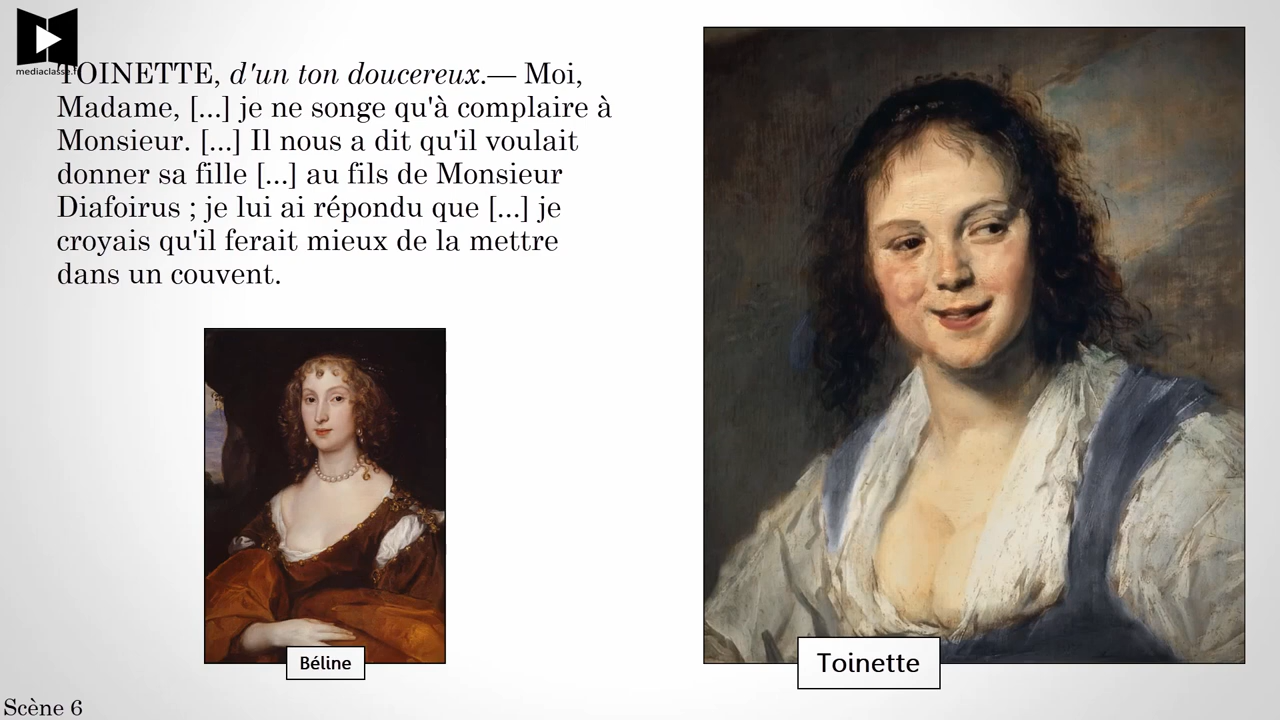 mediaclasse.fr
TOINETTE, d'un ton doucereux.— Moi,
Madame, [...] je ne songe qu'à complaire à
Monsieur. [...] Il nous a dit qu'il voulait
donner sa fille [...] au fils de Monsieur
Diafoirus ; je lui ai répondu que [...] je
croyais qu'il ferait mieux de la mettre
dans un couvent.
Béline
Toinette
Scène 6